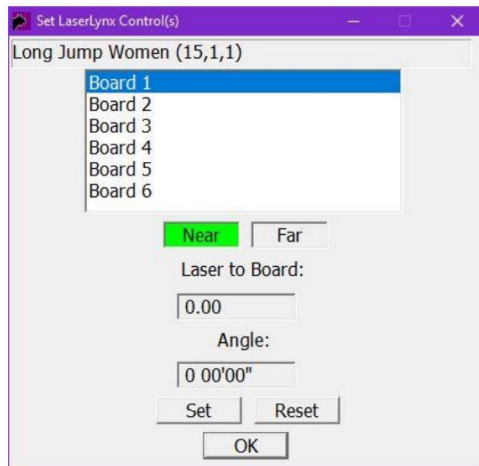 Set LaserLynx Control(s)
Long Jump Women (15,1,1)
Board 1
Board 2
Board 3
Board 4
Board 5
Board 6
Near Far
Laser to Board:
0.00
Angle:
0 00'00"
Set Reset
OK